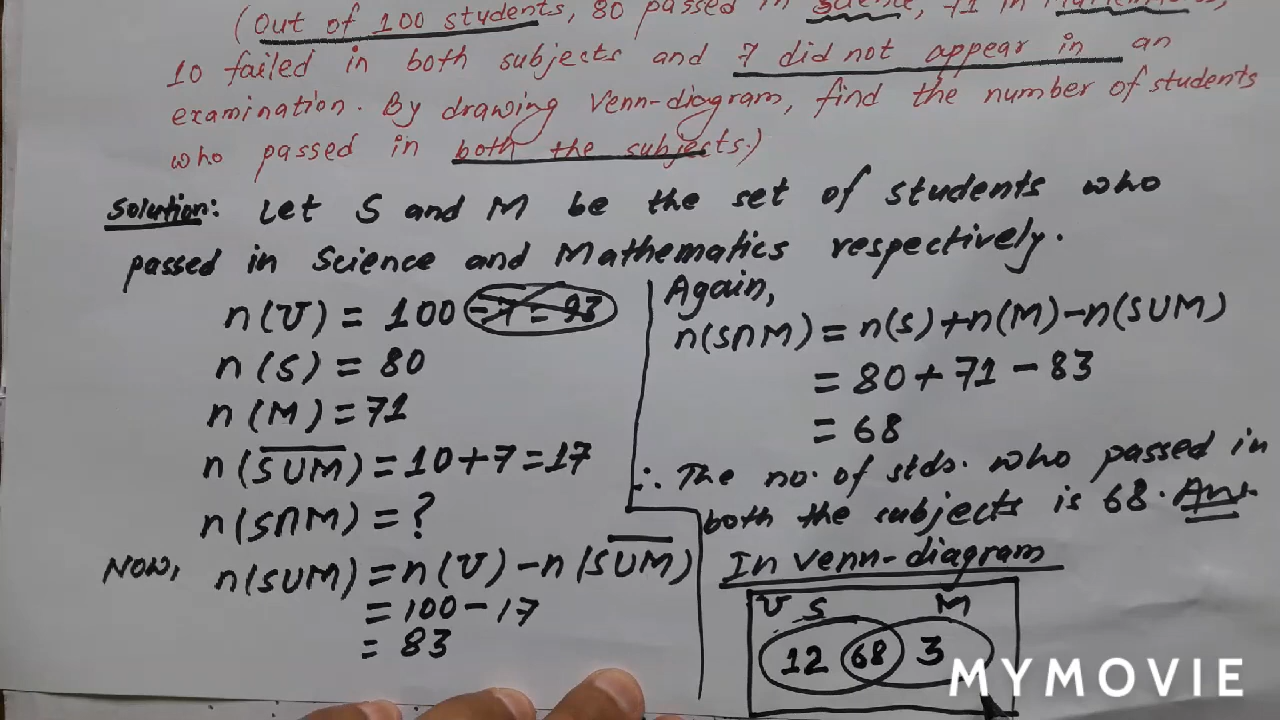 (Out of 100 students, 80 passed in Science, 71 in
10 failed in both subjects and 7 did not appear in an
examination. By drawing Venn-diagram, find the number of students
who passed in both the subjects.)
Solution: Let S and M be the set of students who
passed in Science and Mathematics respectively.
n(U) = 100 - 7 = 93
n(S) = 80
n(M) = 71
n(S̅U̅M̅) = 10+7 = 17
n(S∩M) = ?
Now, n(SUM) = n(U) - n(S̅U̅M̅)
= 100 - 17
= 83
Again,
n(S∩M) = n(S)+n(M)-n(SUM)
= 80 + 71 - 83
= 68
∴ The no. of stds. who passed in
both the subjects is 68. Ans.
In Venn-diagram
U S M
12 68 3
MYMOVIE